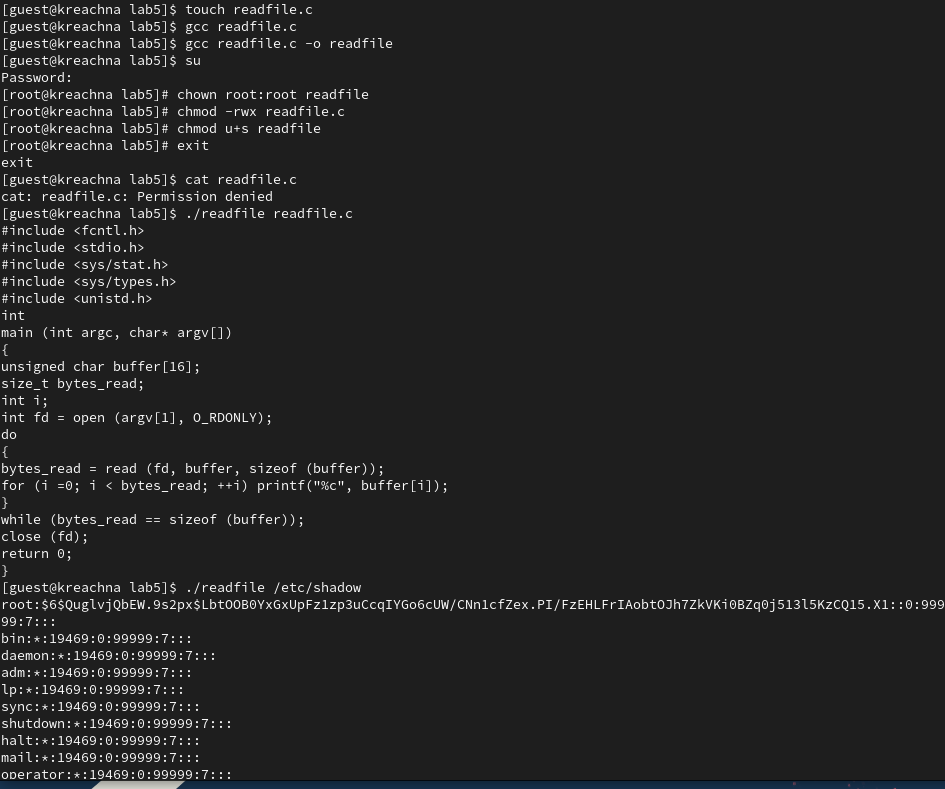 [guest@kreachna lab5]$ touch readfile.c
[guest@kreachna lab5]$ gcc readfile.c
[guest@kreachna lab5]$ gcc readfile.c -o readfile
[guest@kreachna lab5]$ su
Password:
[root@kreachna lab5]# chown root:root readfile
[root@kreachna lab5]# chmod -rwx readfile.c
[root@kreachna lab5]# chmod u+s readfile
[root@kreachna lab5]# exit
exit
[guest@kreachna lab5]$ cat readfile.c
cat: readfile.c: Permission denied
[guest@kreachna lab5]$ ./readfile readfile.c
#include <fcntl.h>
#include <stdio.h>
#include <sys/stat.h>
#include <sys/types.h>
#include <unistd.h>
int
main (int argc, char* argv[])
{
unsigned char buffer[16];
size_t bytes_read;
int i;
int fd = open (argv[1], O_RDONLY);
do
{
bytes_read = read (fd, buffer, sizeof (buffer));
for (i =0; i < bytes_read; ++i) printf("%c", buffer[i]);
}
while (bytes_read == sizeof (buffer));
close (fd);
return 0;
}
[guest@kreachna lab5]$ ./readfile /etc/shadow
root:$6$QuglvjQbEW.9s2px$LbtOOB0YxGxUpFz1zp3uCcqIYGo6cUW/CNn1cfZex.PI/FzEHLFrIAobtOJh7ZkVKi0BZq0j513l5KzCQ15.X1::0:999
99:7:::
bin:*:19469:0:99999:7:::
daemon:*:19469:0:99999:7:::
adm:*:19469:0:99999:7:::
lp:*:19469:0:99999:7:::
sync:*:19469:0:99999:7:::
shutdown:*:19469:0:99999:7:::
halt:*:19469:0:99999:7:::
mail:*:19469:0:99999:7:::
operator:*:19469:0:99999:7:::